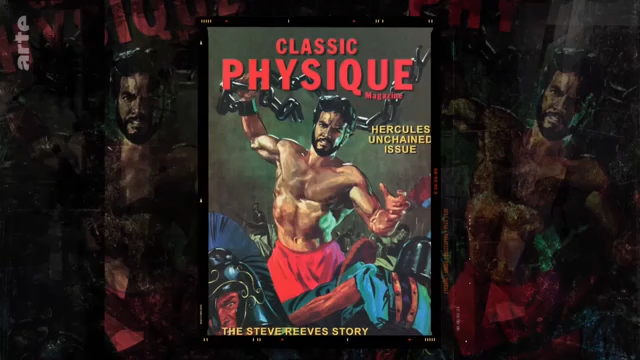 arte
CLASSIC
PHYSIQUE
Magazine
HERCULES
UNCHAINED
ISSUE
THE STEVE REEVES STORY